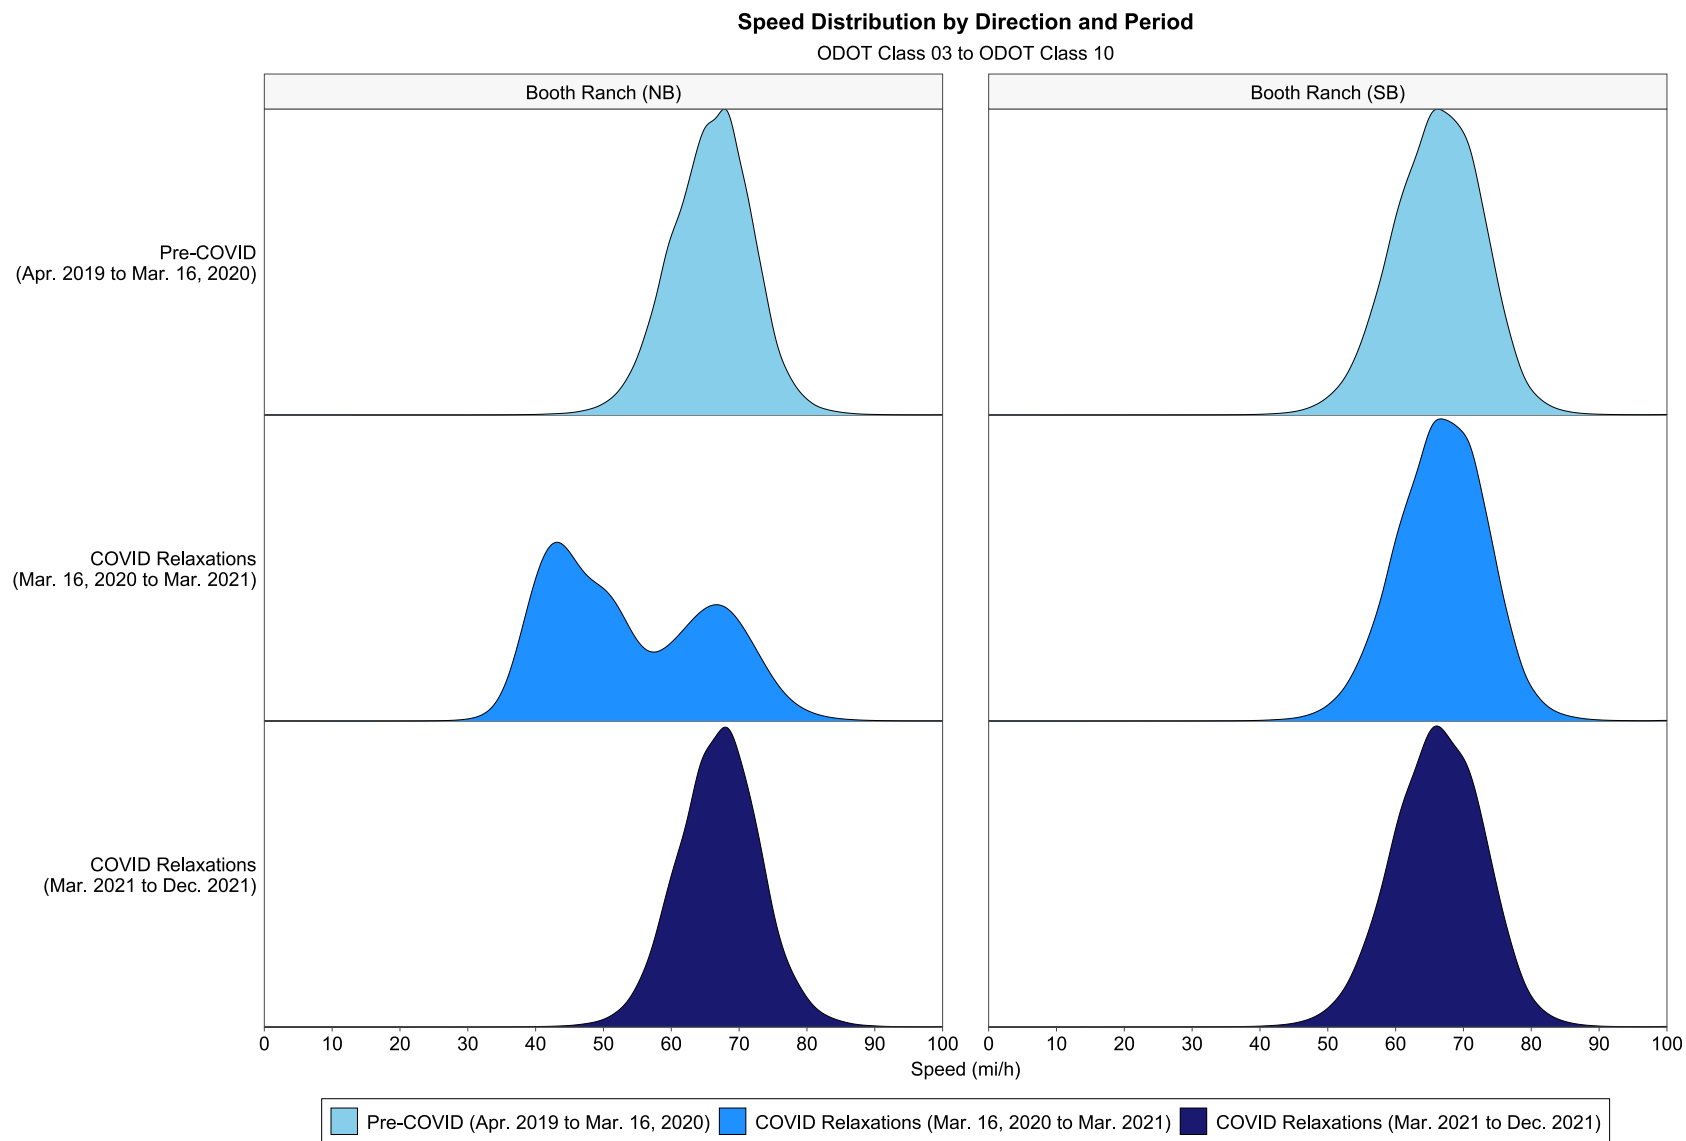 Speed Distribution by Direction and Period
ODOT Class 03 to ODOT Class 10
Booth Ranch (NB)
Booth Ranch (SB)
Pre-COVID
(Apr. 2019 to Mar. 16, 2020)
COVID Relaxations
(Mar. 16, 2020 to Mar. 2021)
COVID Relaxations
(Mar. 2021 to Dec. 2021)
0 10 20 30 40 50 60 70 80 90 100
0 10 20 30 40 50 60 70 80 90 100
Speed (mi/h)
Pre-COVID (Apr. 2019 to Mar. 16, 2020) COVID Relaxations (Mar. 16, 2020 to Mar. 2021) COVID Relaxations (Mar. 2021 to Dec. 2021)